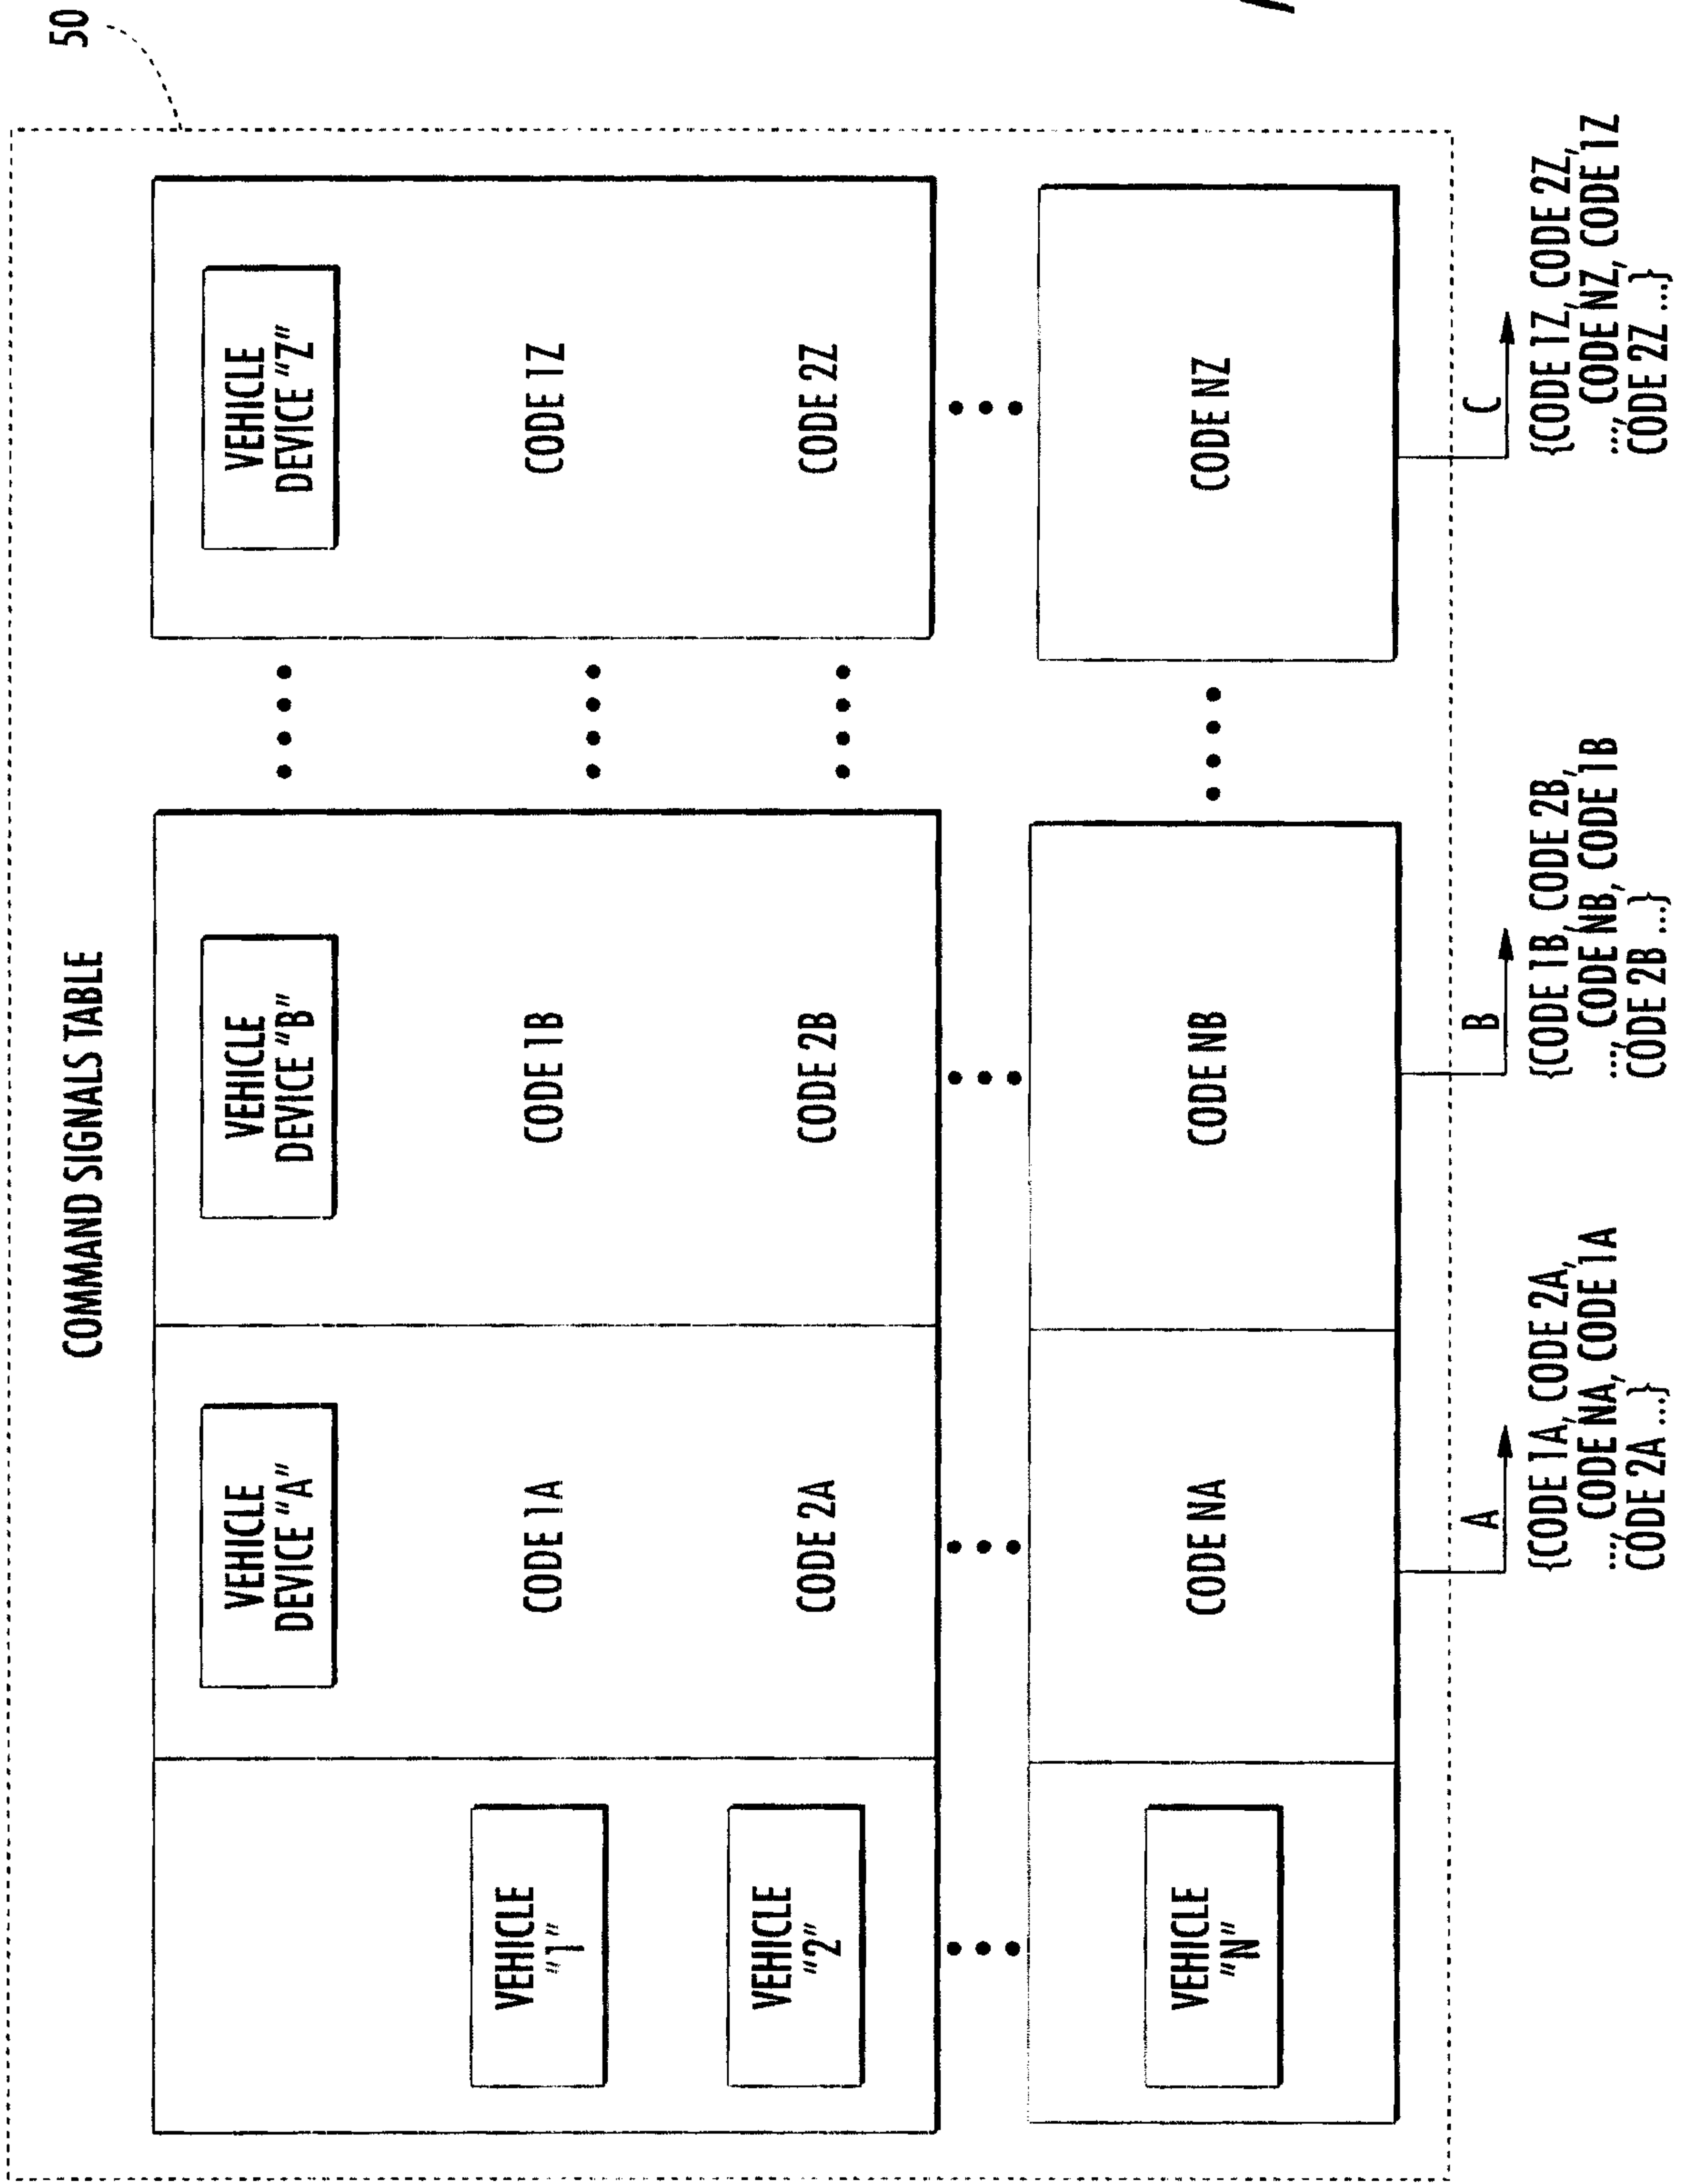 50
COMMAND SIGNALS TABLE
VEHICLE
DEVICE "A"
VEHICLE
DEVICE "B"
VEHICLE
DEVICE "Z"
VEHICLE
"1"
CODE 1A
CODE 1B
CODE 1Z
VEHICLE
"2"
CODE 2A
CODE 2B
CODE 2Z
VEHICLE
"N"
CODE NA
CODE NB
CODE NZ
A
{CODE 1A, CODE 2A,
..., CODE NA, CODE 1A
CODE 2A ...}
B
{CODE 1B, CODE 2B,
..., CODE NB, CODE 1B
CODE 2B ...}
C
{CODE 1Z, CODE 2Z,
..., CODE NZ, CODE 1Z
CODE 2Z ...}